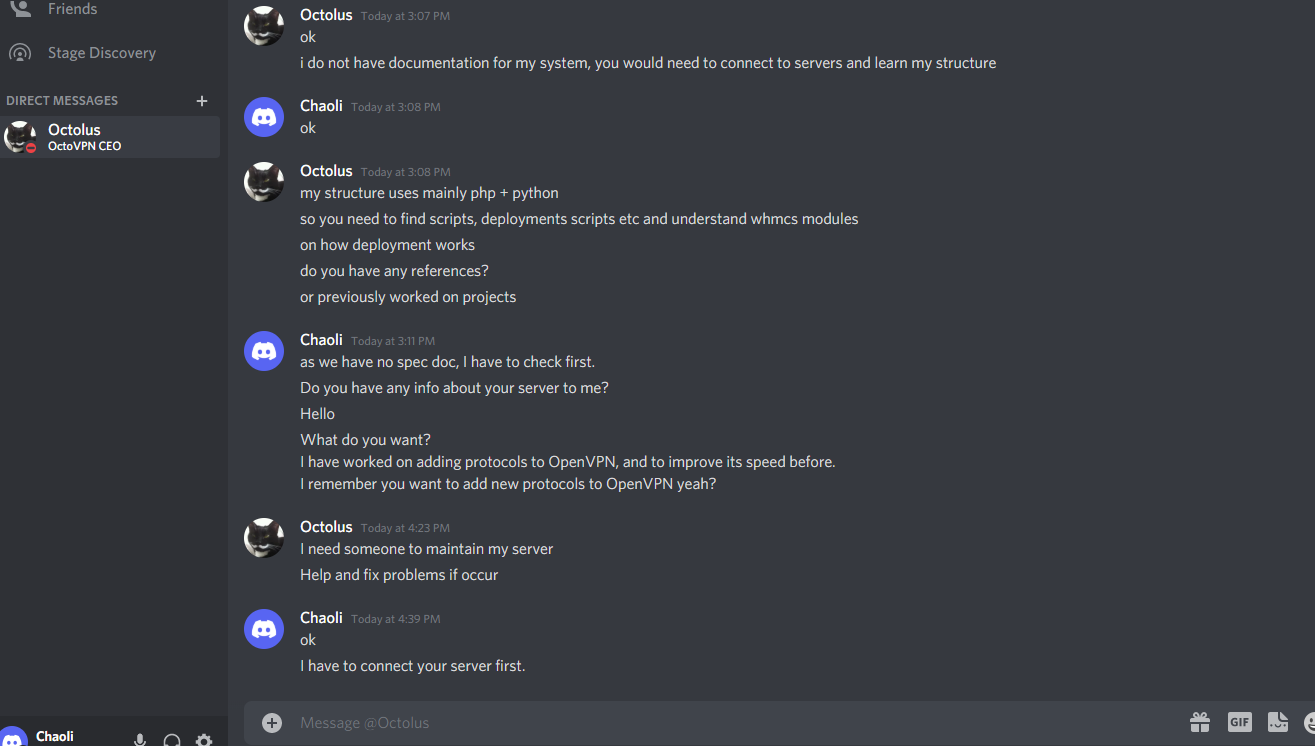 Friends
Stage Discovery
DIRECT MESSAGES
Octolus
OctoVPN CEO
Chaoli
Octolus Today at 3:07 PM
ok
i do not have documentation for my system, you would need to connect to servers and learn my structure
Chaoli Today at 3:08 PM
ok
Octolus Today at 3:08 PM
my structure uses mainly php + python
so you need to find scripts, deployments scripts etc and understand whmcs modules
on how deployment works
do you have any references?
or previously worked on projects
Chaoli Today at 3:11 PM
as we have no spec doc, I have to check first.
Do you have any info about your server to me?
Hello
What do you want?
I have worked on adding protocols to OpenVPN, and to improve its speed before.
I remember you want to add new protocols to OpenVPN yeah?
Octolus Today at 4:23 PM
I need someone to maintain my server
Help and fix problems if occur
Chaoli Today at 4:39 PM
ok
I have to connect your server first.
Message @Octolus
GIF